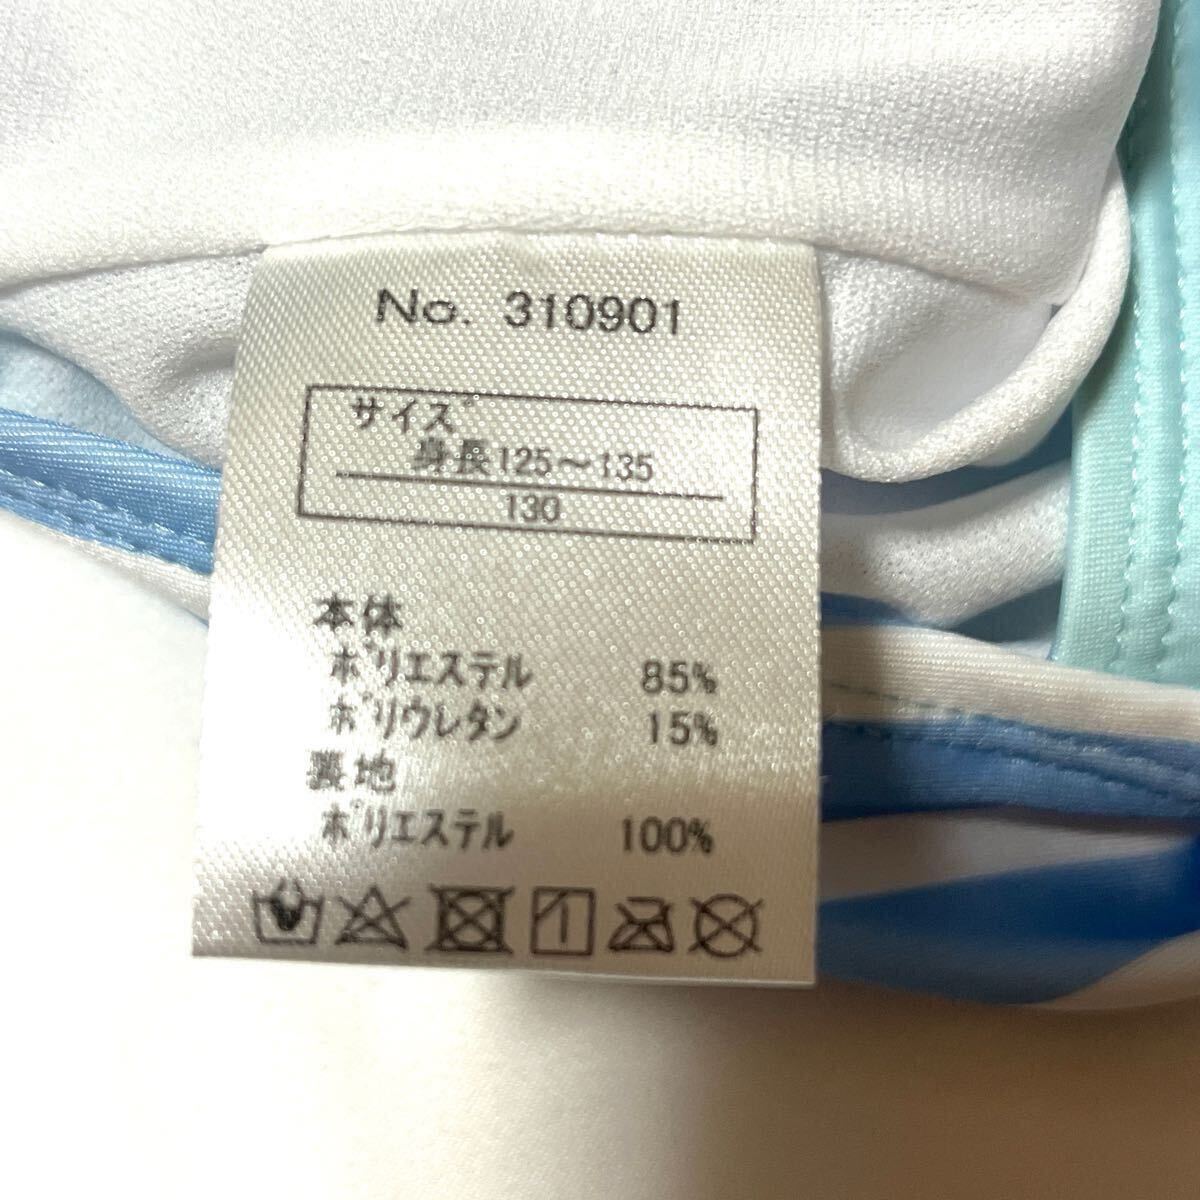 No. 310901
サイズ
身長125～135
130
本体
ポリエステル 85%
ポリウレタン 15%
裏地
ポリエステル 100%